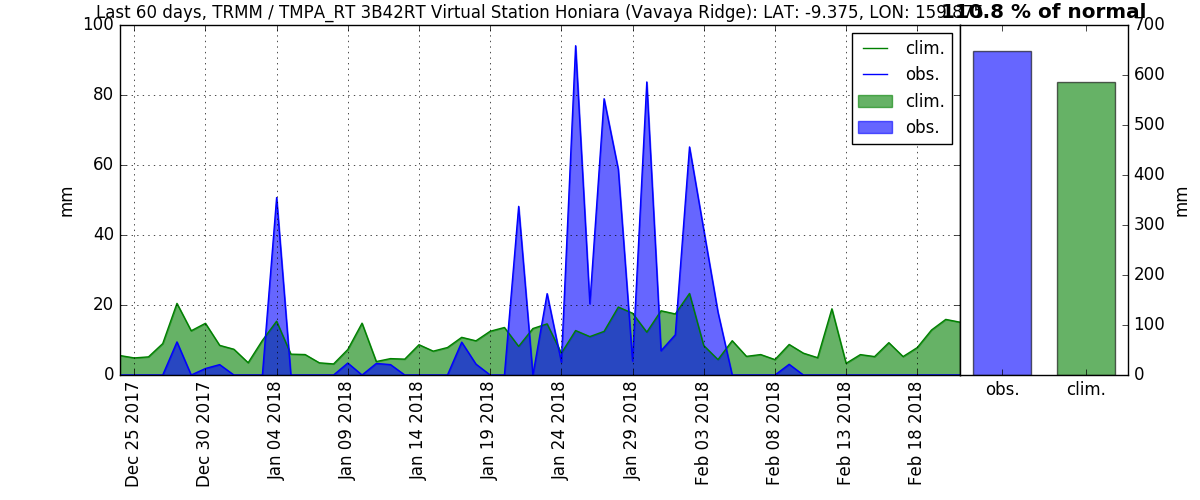 Last 60 days, TRMM / TMPA_RT 3B42RT Virtual Station Honiara (Vavaya Ridge): LAT: -9.375, LON:
110.8 % of normal
100
80
60
40
20
0
mm
clim.
obs.
clim.
obs.
700
600
500
400
300
200
100
0
mm
obs.
clim.
Dec 25 2017
Dec 30 2017
Jan 04 2018
Jan 09 2018
Jan 14 2018
Jan 19 2018
Jan 24 2018
Jan 29 2018
Feb 03 2018
Feb 08 2018
Feb 13 2018
Feb 18 2018